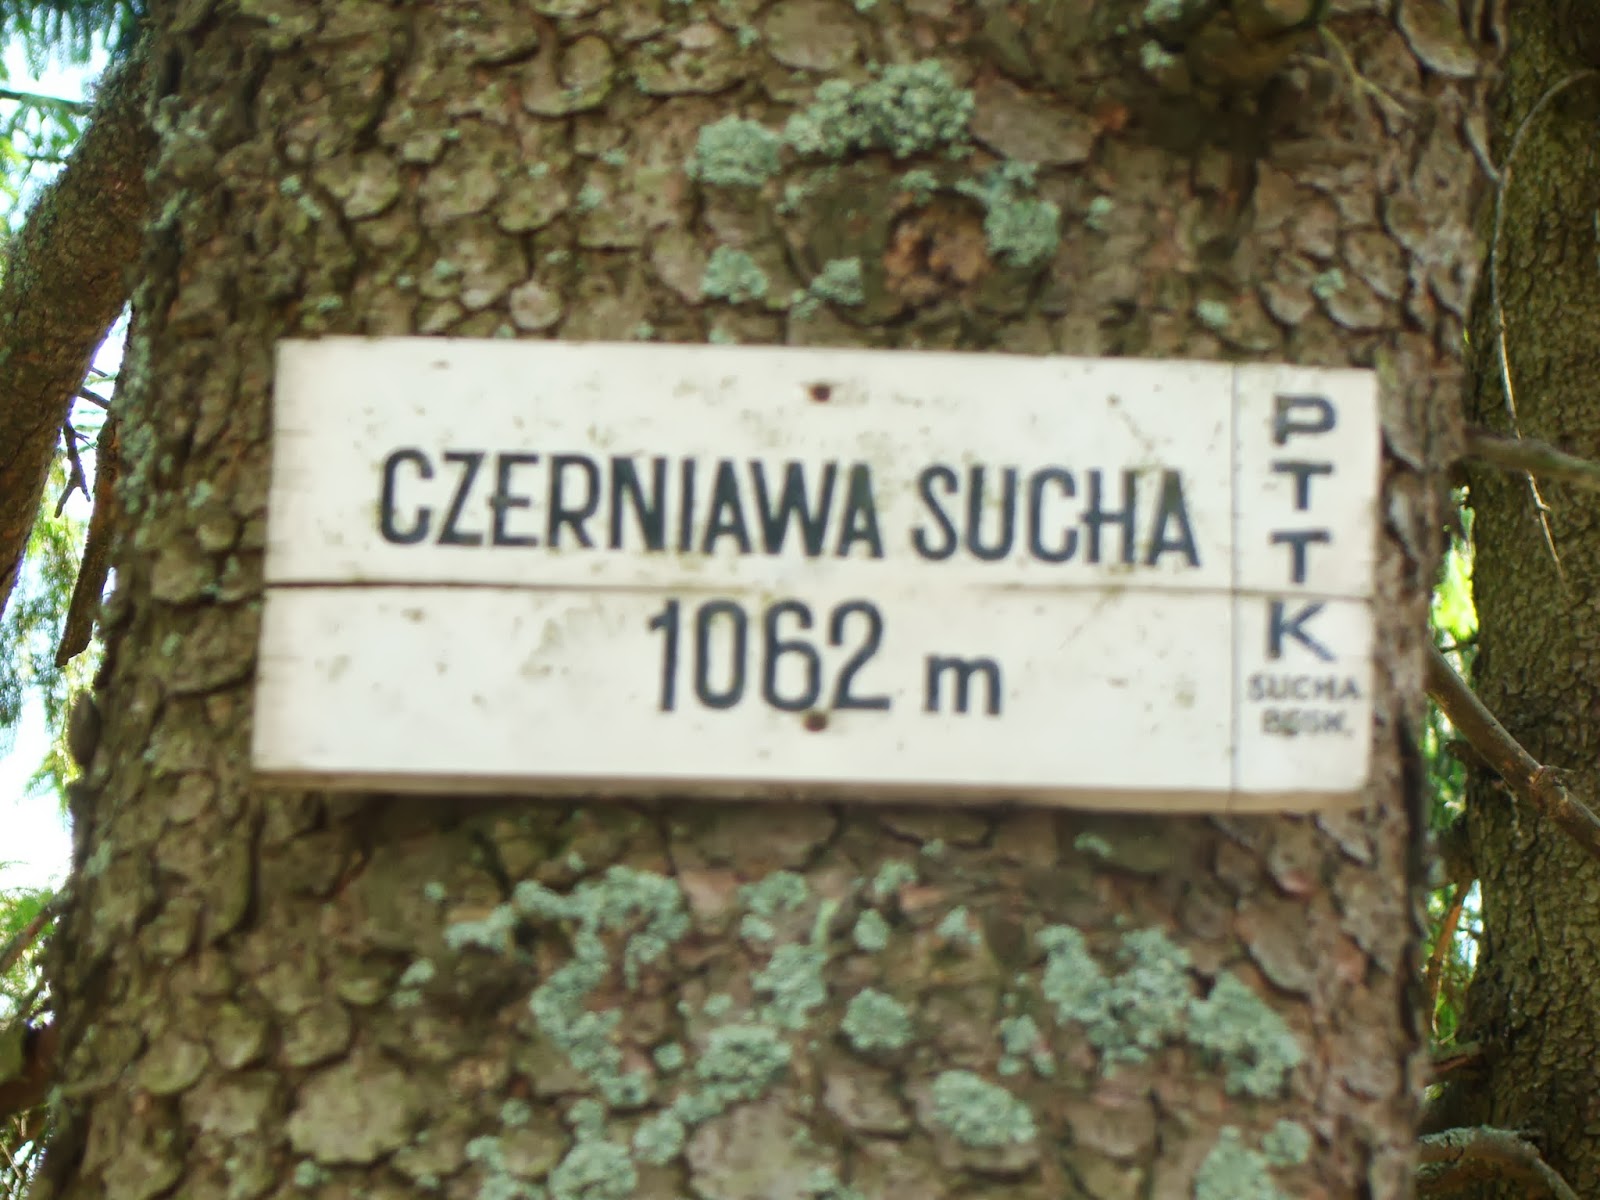 CZERNIAWA SUCHA
1062 m
PTTK
SUCHA
BESK.